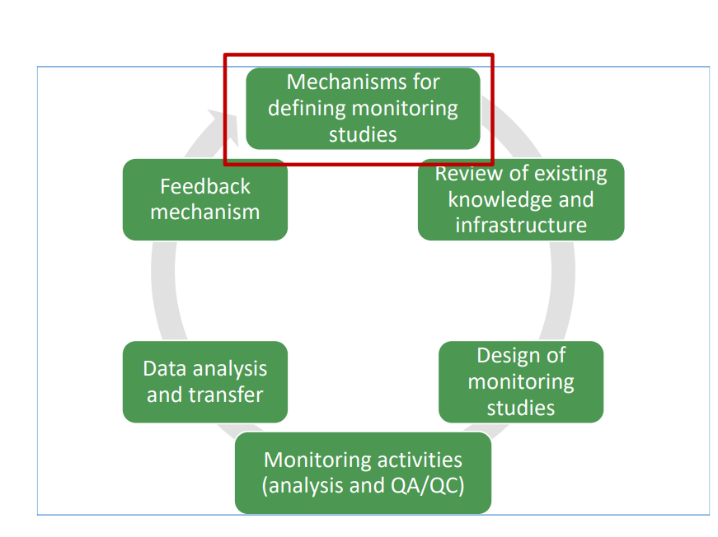 Mechanisms for
defining monitoring
studies
Review of existing
knowledge and
infrastructure
Design of
monitoring
studies
Monitoring activities
(analysis and QA/QC)
Data analysis
and transfer
Feedback
mechanism